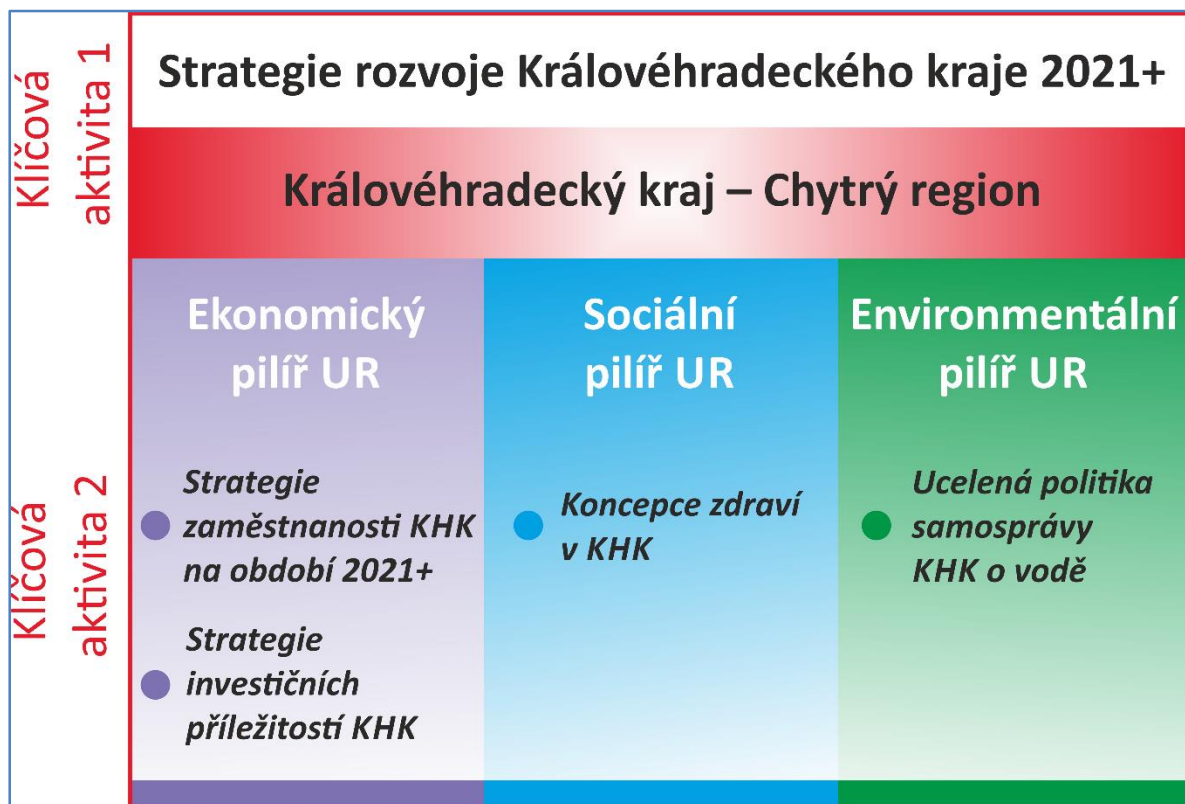 Klíčová
aktivita 1
Strategie rozvoje Královéhradeckého kraje 2021+
Královéhradecký kraj – Chytrý region
Klíčová
aktivita 2
Ekonomický
pilíř UR
Strategie
zaměstnanosti KHK
na období 2021+
Strategie
investičních
příležitostí KHK
Sociální
pilíř UR
Koncepce zdraví
v KHK
Environmentální
pilíř UR
Ucelená politika
samosprávy
KHK o vodě